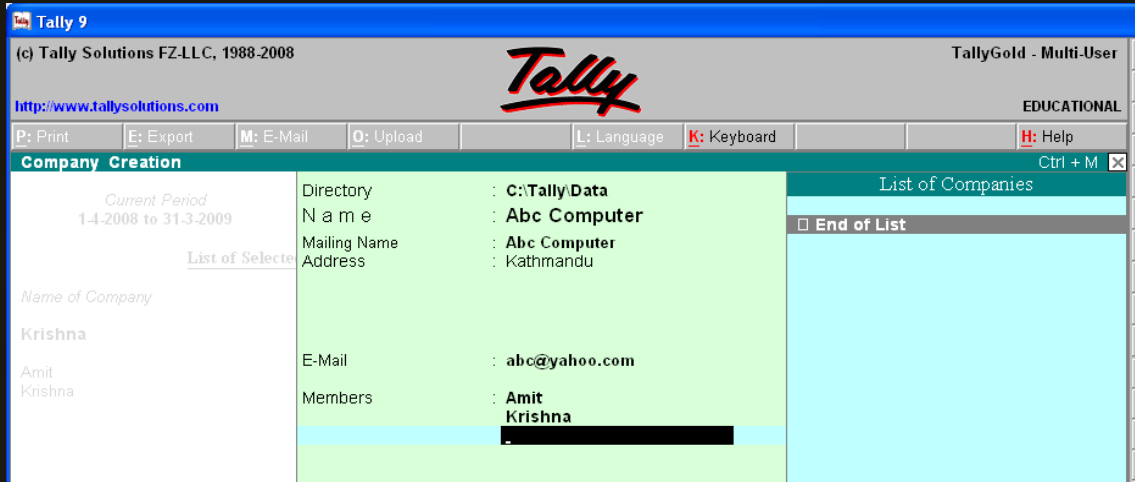 Tally 9
(c) Tally Solutions FZ-LLC, 1988-2008
Tally
TallyGold - Multi-User
http://www.tallysolutions.com
EDUCATIONAL
P: Print E: Export M: E-Mail O: Upload L: Language K: Keyboard H: Help
Company Creation Ctrl + M
Current Period
1-4-2008 to 31-3-2009
List of Selecte
Name of Company
Krishna
Amit
Krishna
Directory : C:\Tally\Data
Name : Abc Computer
Mailing Name : Abc Computer
Address : Kathmandu
E-Mail : abc@yahoo.com
Members : Amit
Krishna
List of Companies
End of List